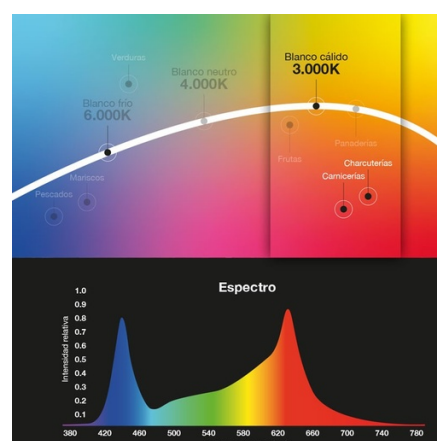 Verduras
Blanco cálido
3.000K
Blanco neutro
4.000K
Blanco frío
6.000K
Panaderías
Frutas
Charcuterías
Mariscos
Carnicerías
Pescados
Espectro
Intensidad relativa
1.0
0.9
0.8
0.7
0.6
0.5
0.4
0.3
0.2
0.1
380 420 460 500 540 580 620 660 700 740 780